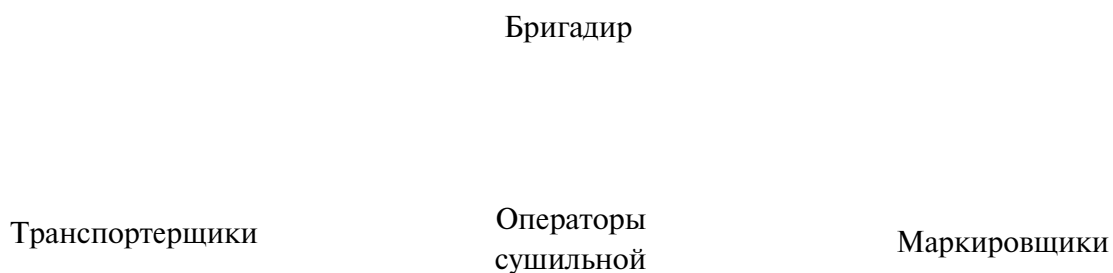 Бригадир
Транспортерщики
Операторы
сушильной
Маркировщики